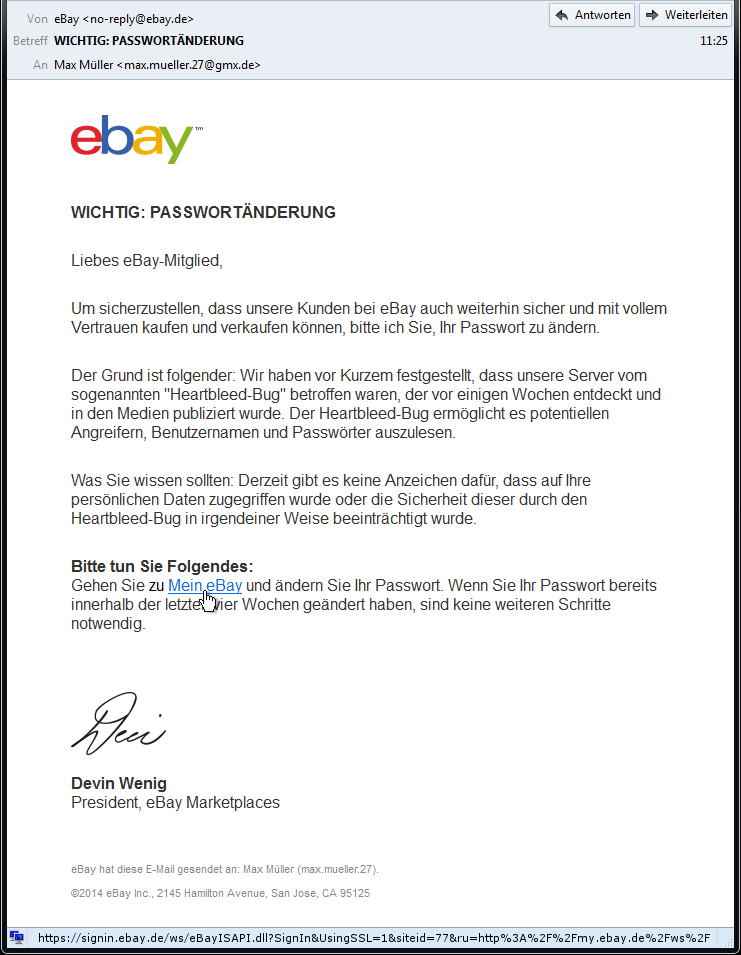 Von eBay <no-reply@ebay.de> Antworten Weiterleiten
Betreff WICHTIG: PASSWORTÄNDERUNG 11:25
An Max Müller <max.mueller.27@gmx.de>
ebay™
WICHTIG: PASSWORTÄNDERUNG
Liebes eBay-Mitglied,
Um sicherzustellen, dass unsere Kunden bei eBay auch weiterhin sicher und mit vollem
Vertrauen kaufen und verkaufen können, bitte ich Sie, Ihr Passwort zu ändern.
Der Grund ist folgender: Wir haben vor Kurzem festgestellt, dass unsere Server vom
sogenannten "Heartbleed-Bug" betroffen waren, der vor einigen Wochen entdeckt und
in den Medien publiziert wurde. Der Heartbleed-Bug ermöglicht es potentiellen
Angreifern, Benutzernamen und Passwörter auszulesen.
Was Sie wissen sollten: Derzeit gibt es keine Anzeichen dafür, dass auf Ihre
persönlichen Daten zugegriffen wurde oder die Sicherheit dieser durch den
Heartbleed-Bug in irgendeiner Weise beeinträchtigt wurde.
Bitte tun Sie Folgendes:
Gehen Sie zu Mein eBay und ändern Sie Ihr Passwort. Wenn Sie Ihr Passwort bereits
innerhalb der letzten vier Wochen geändert haben, sind keine weiteren Schritte
notwendig.
Devin
Devin Wenig
President, eBay Marketplaces
eBay hat diese E-Mail gesendet an: Max Müller (max.mueller.27).
©2014 eBay Inc., 2145 Hamilton Avenue, San Jose, CA 95125
https://signin.ebay.de/ws/eBayISAPI.dll?SignIn&UsingSSL=1&siteid=77&ru=http%3A%2F%2Fmy.ebay.de%2Fws%2F